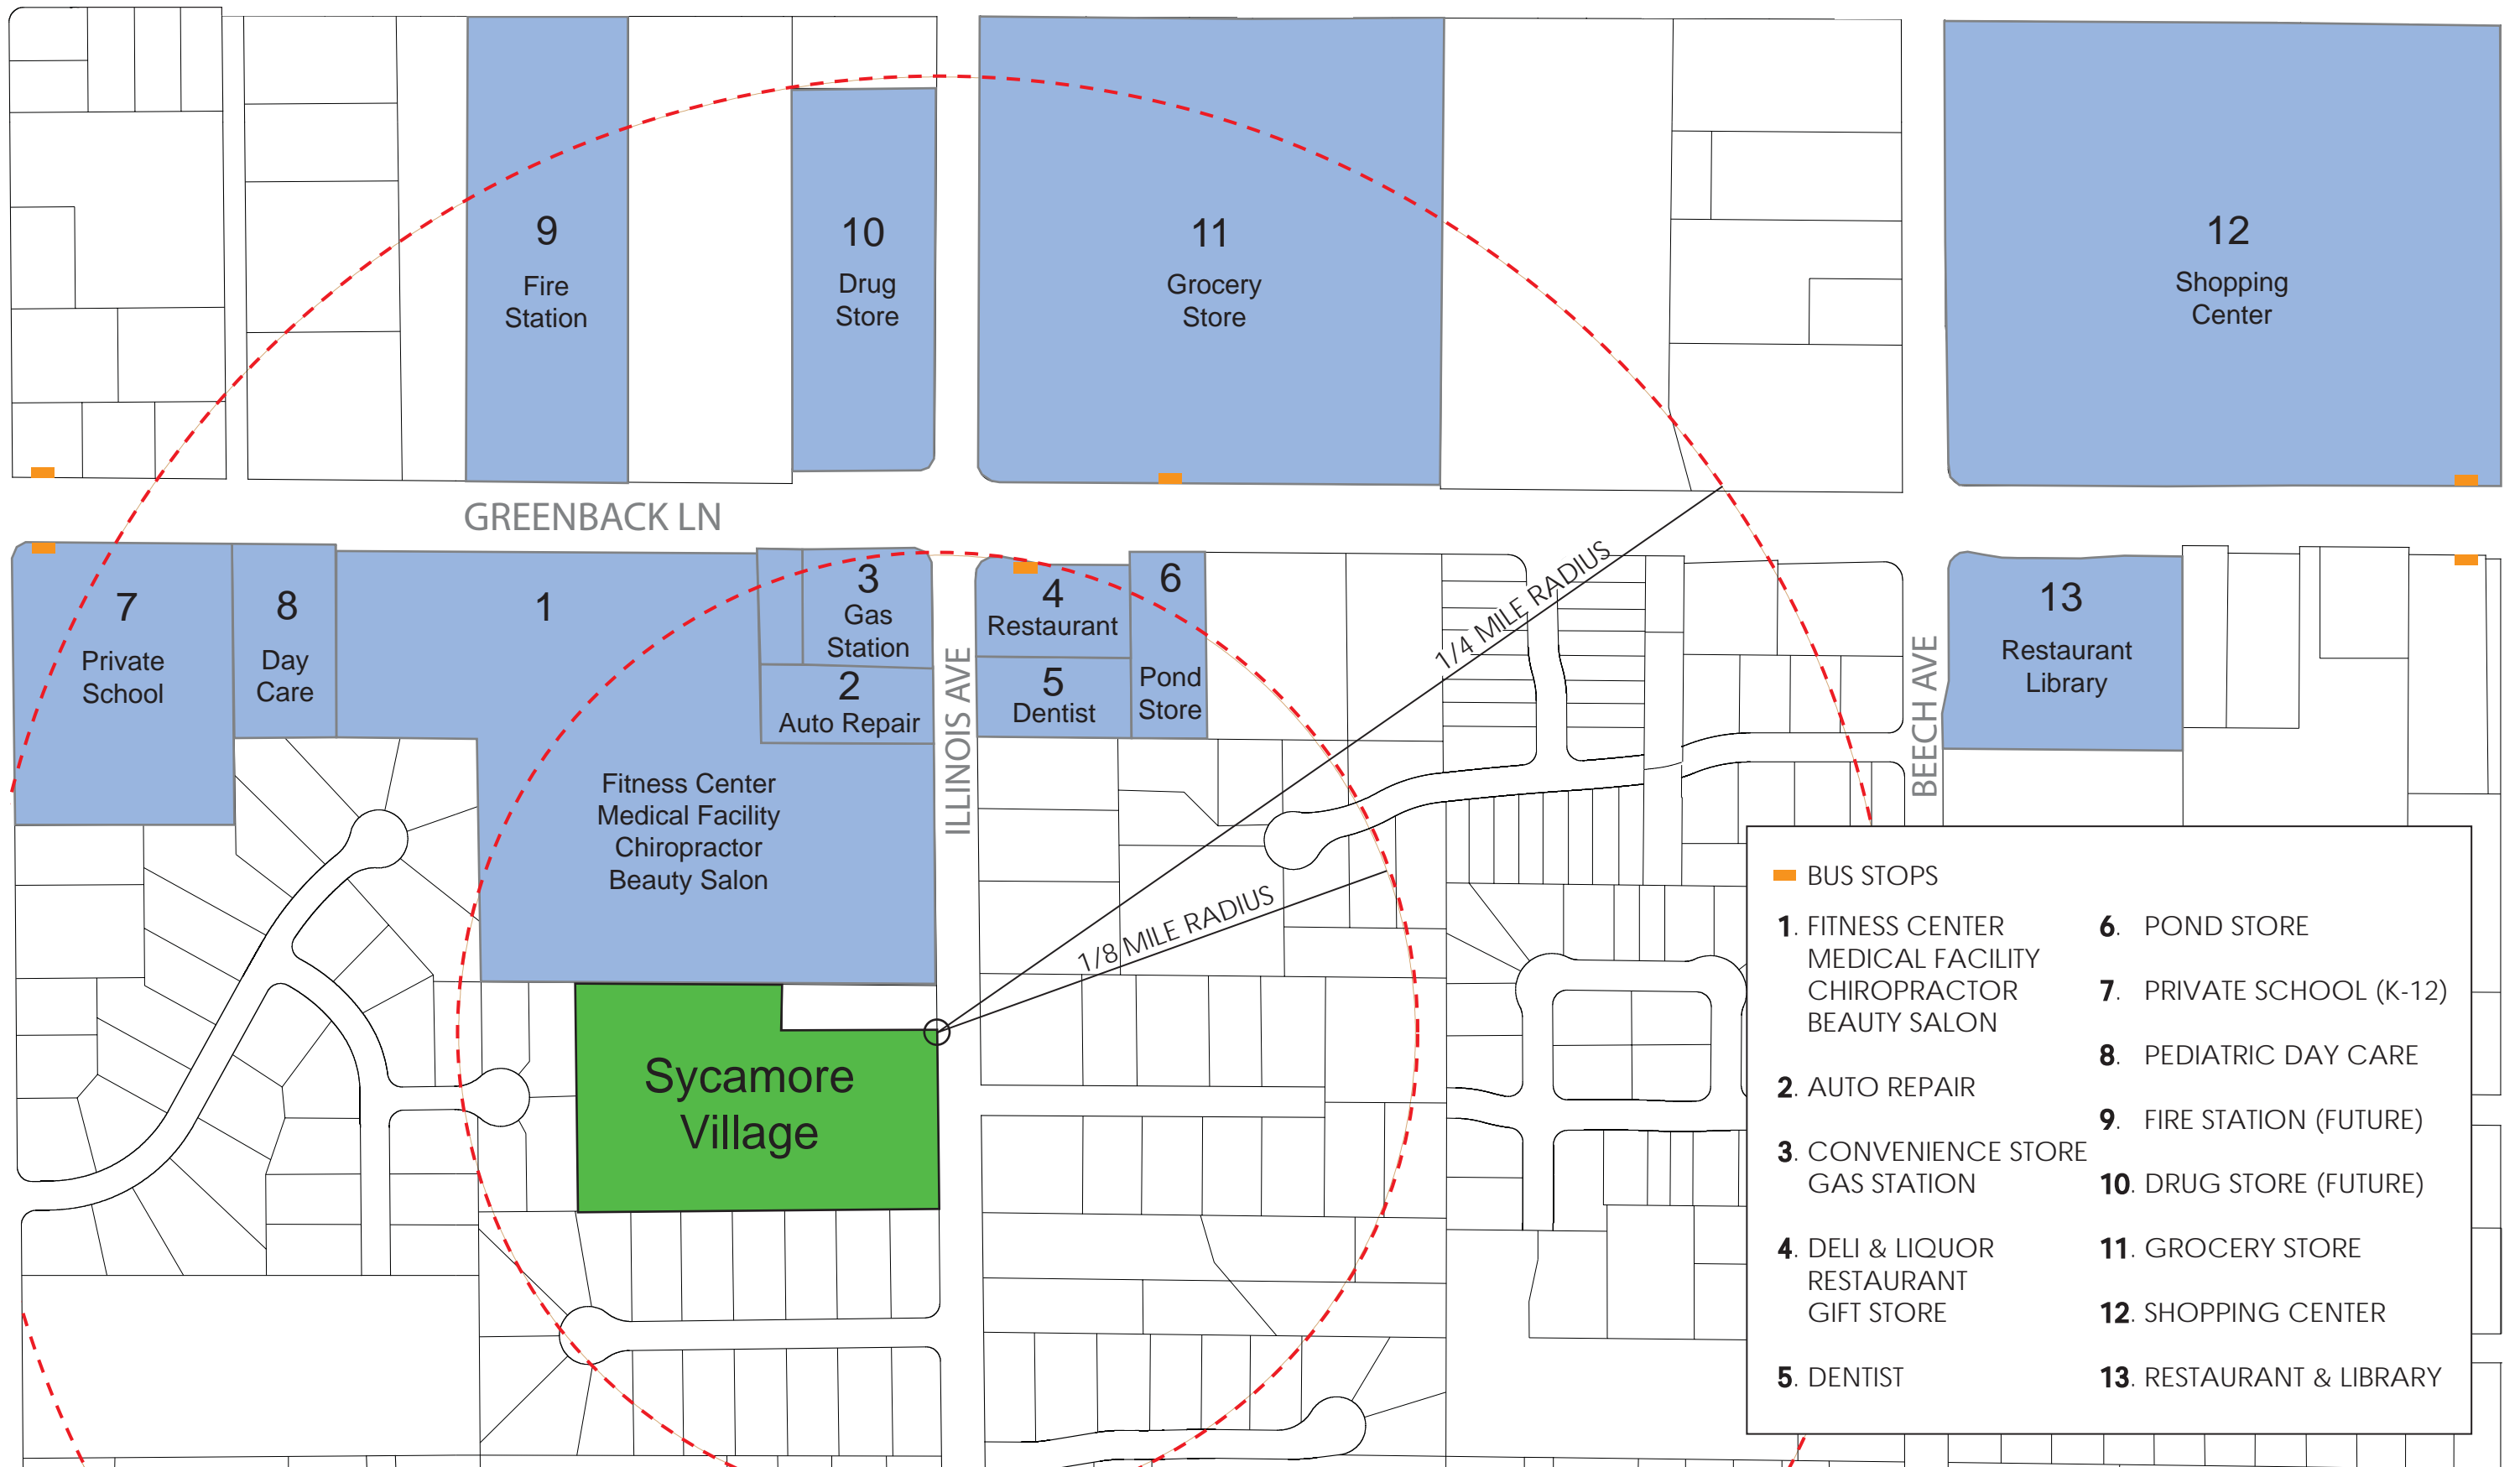 9
Fire
Station
10
Drug
Store
11
Grocery
Store
12
Shopping
Center
GREENBACK LN
7
Private
School
8
Day
Care
1
Fitness Center
Medical Facility
Chiropractor
Beauty Salon
3
Gas
Station
2
Auto Repair
ILLINOIS AVE
4
Restaurant
5
Dentist
6
Pond
Store
1/4 MILE RADIUS
1/8 MILE RADIUS
BEECH AVE
13
Restaurant
Library
Sycamore
Village
BUS STOPS
1. FITNESS CENTER
MEDICAL FACILITY
CHIROPRACTOR
BEAUTY SALON
2. AUTO REPAIR
3. CONVENIENCE STORE
GAS STATION
4. DELI & LIQUOR
RESTAURANT
GIFT STORE
5. DENTIST
6. POND STORE
7. PRIVATE SCHOOL (K-12)
8. PEDIATRIC DAY CARE
9. FIRE STATION (FUTURE)
10. DRUG STORE (FUTURE)
11. GROCERY STORE
12. SHOPPING CENTER
13. RESTAURANT & LIBRARY